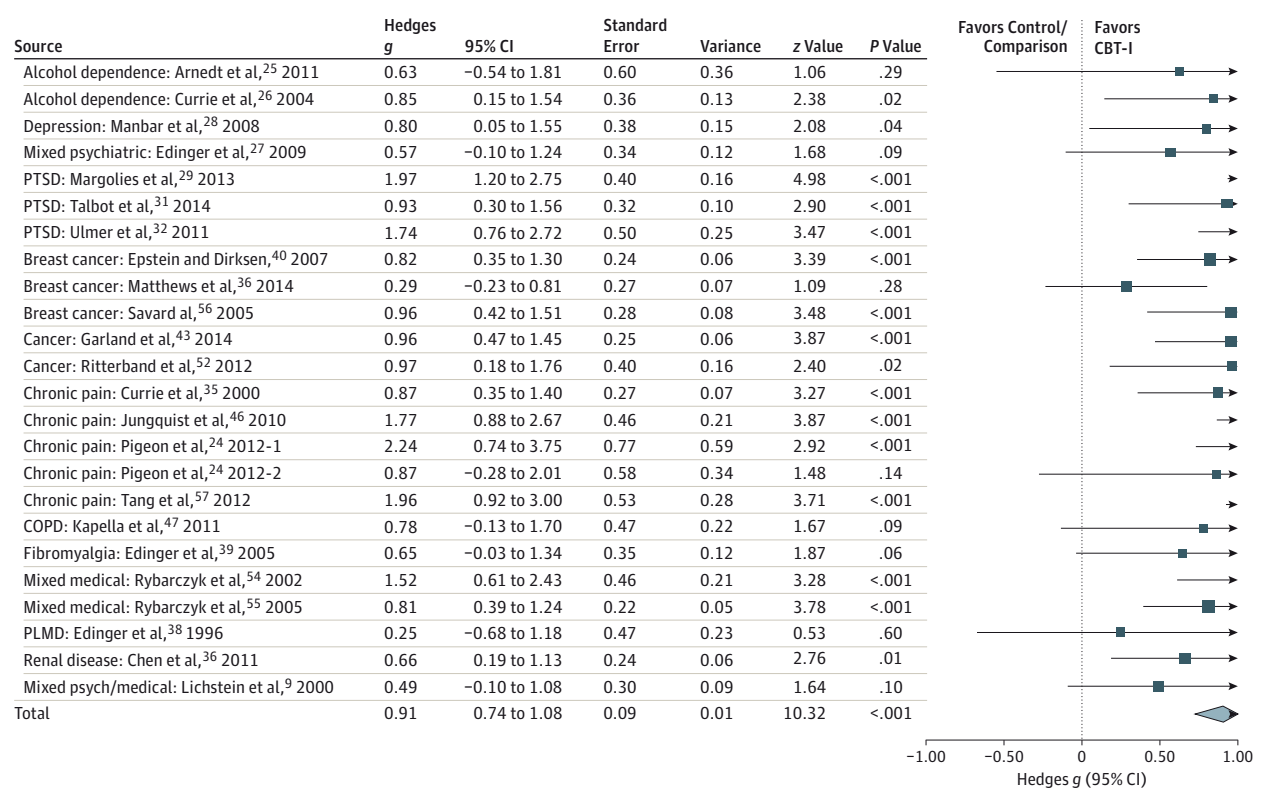 Hedges Standard Favors Control/ Favors
Source g 95% CI Error Variance z Value P Value Comparison CBT-I
Alcohol dependence: Arnedt et al,25 2011 0.63 −0.54 to 1.81 0.60 0.36 1.06 .29
Alcohol dependence: Currie et al,26 2004 0.85 0.15 to 1.54 0.36 0.13 2.38 .02
Depression: Manbar et al,28 2008 0.80 0.05 to 1.55 0.38 0.15 2.08 .04
Mixed psychiatric: Edinger et al,27 2009 0.57 −0.10 to 1.24 0.34 0.12 1.68 .09
PTSD: Margolies et al,29 2013 1.97 1.20 to 2.75 0.40 0.16 4.98 <.001
PTSD: Talbot et al,31 2014 0.93 0.30 to 1.56 0.32 0.10 2.90 <.001
PTSD: Ulmer et al,32 2011 1.74 0.76 to 2.72 0.50 0.25 3.47 <.001
Breast cancer: Epstein and Dirksen,40 2007 0.82 0.35 to 1.30 0.24 0.06 3.39 <.001
Breast cancer: Matthews et al,36 2014 0.29 −0.23 to 0.81 0.27 0.07 1.09 .28
Breast cancer: Savard al,56 2005 0.96 0.42 to 1.51 0.28 0.08 3.48 <.001
Cancer: Garland et al,43 2014 0.96 0.47 to 1.45 0.25 0.06 3.87 <.001
Cancer: Ritterband et al,52 2012 0.97 0.18 to 1.76 0.40 0.16 2.40 .02
Chronic pain: Currie et al,35 2000 0.87 0.35 to 1.40 0.27 0.07 3.27 <.001
Chronic pain: Jungquist et al,46 2010 1.77 0.88 to 2.67 0.46 0.21 3.87 <.001
Chronic pain: Pigeon et al,24 2012-1 2.24 0.74 to 3.75 0.77 0.59 2.92 <.001
Chronic pain: Pigeon et al,24 2012-2 0.87 −0.28 to 2.01 0.58 0.34 1.48 .14
Chronic pain: Tang et al,57 2012 1.96 0.92 to 3.00 0.53 0.28 3.71 <.001
COPD: Kapella et al,47 2011 0.78 −0.13 to 1.70 0.47 0.22 1.67 .09
Fibromyalgia: Edinger et al,39 2005 0.65 −0.03 to 1.34 0.35 0.12 1.87 .06
Mixed medical: Rybarczyk et al,54 2002 1.52 0.61 to 2.43 0.46 0.21 3.28 <.001
Mixed medical: Rybarczyk et al,55 2005 0.81 0.39 to 1.24 0.22 0.05 3.78 <.001
PLMD: Edinger et al,38 1996 0.25 −0.68 to 1.18 0.47 0.23 0.53 .60
Renal disease: Chen et al,36 2011 0.66 0.19 to 1.13 0.24 0.06 2.76 .01
Mixed psych/medical: Lichstein et al,9 2000 0.49 −0.10 to 1.08 0.30 0.09 1.64 .10
Total 0.91 0.74 to 1.08 0.09 0.01 10.32 <.001
−1.00 −0.50 0 0.50 1.00
Hedges g (95% CI)